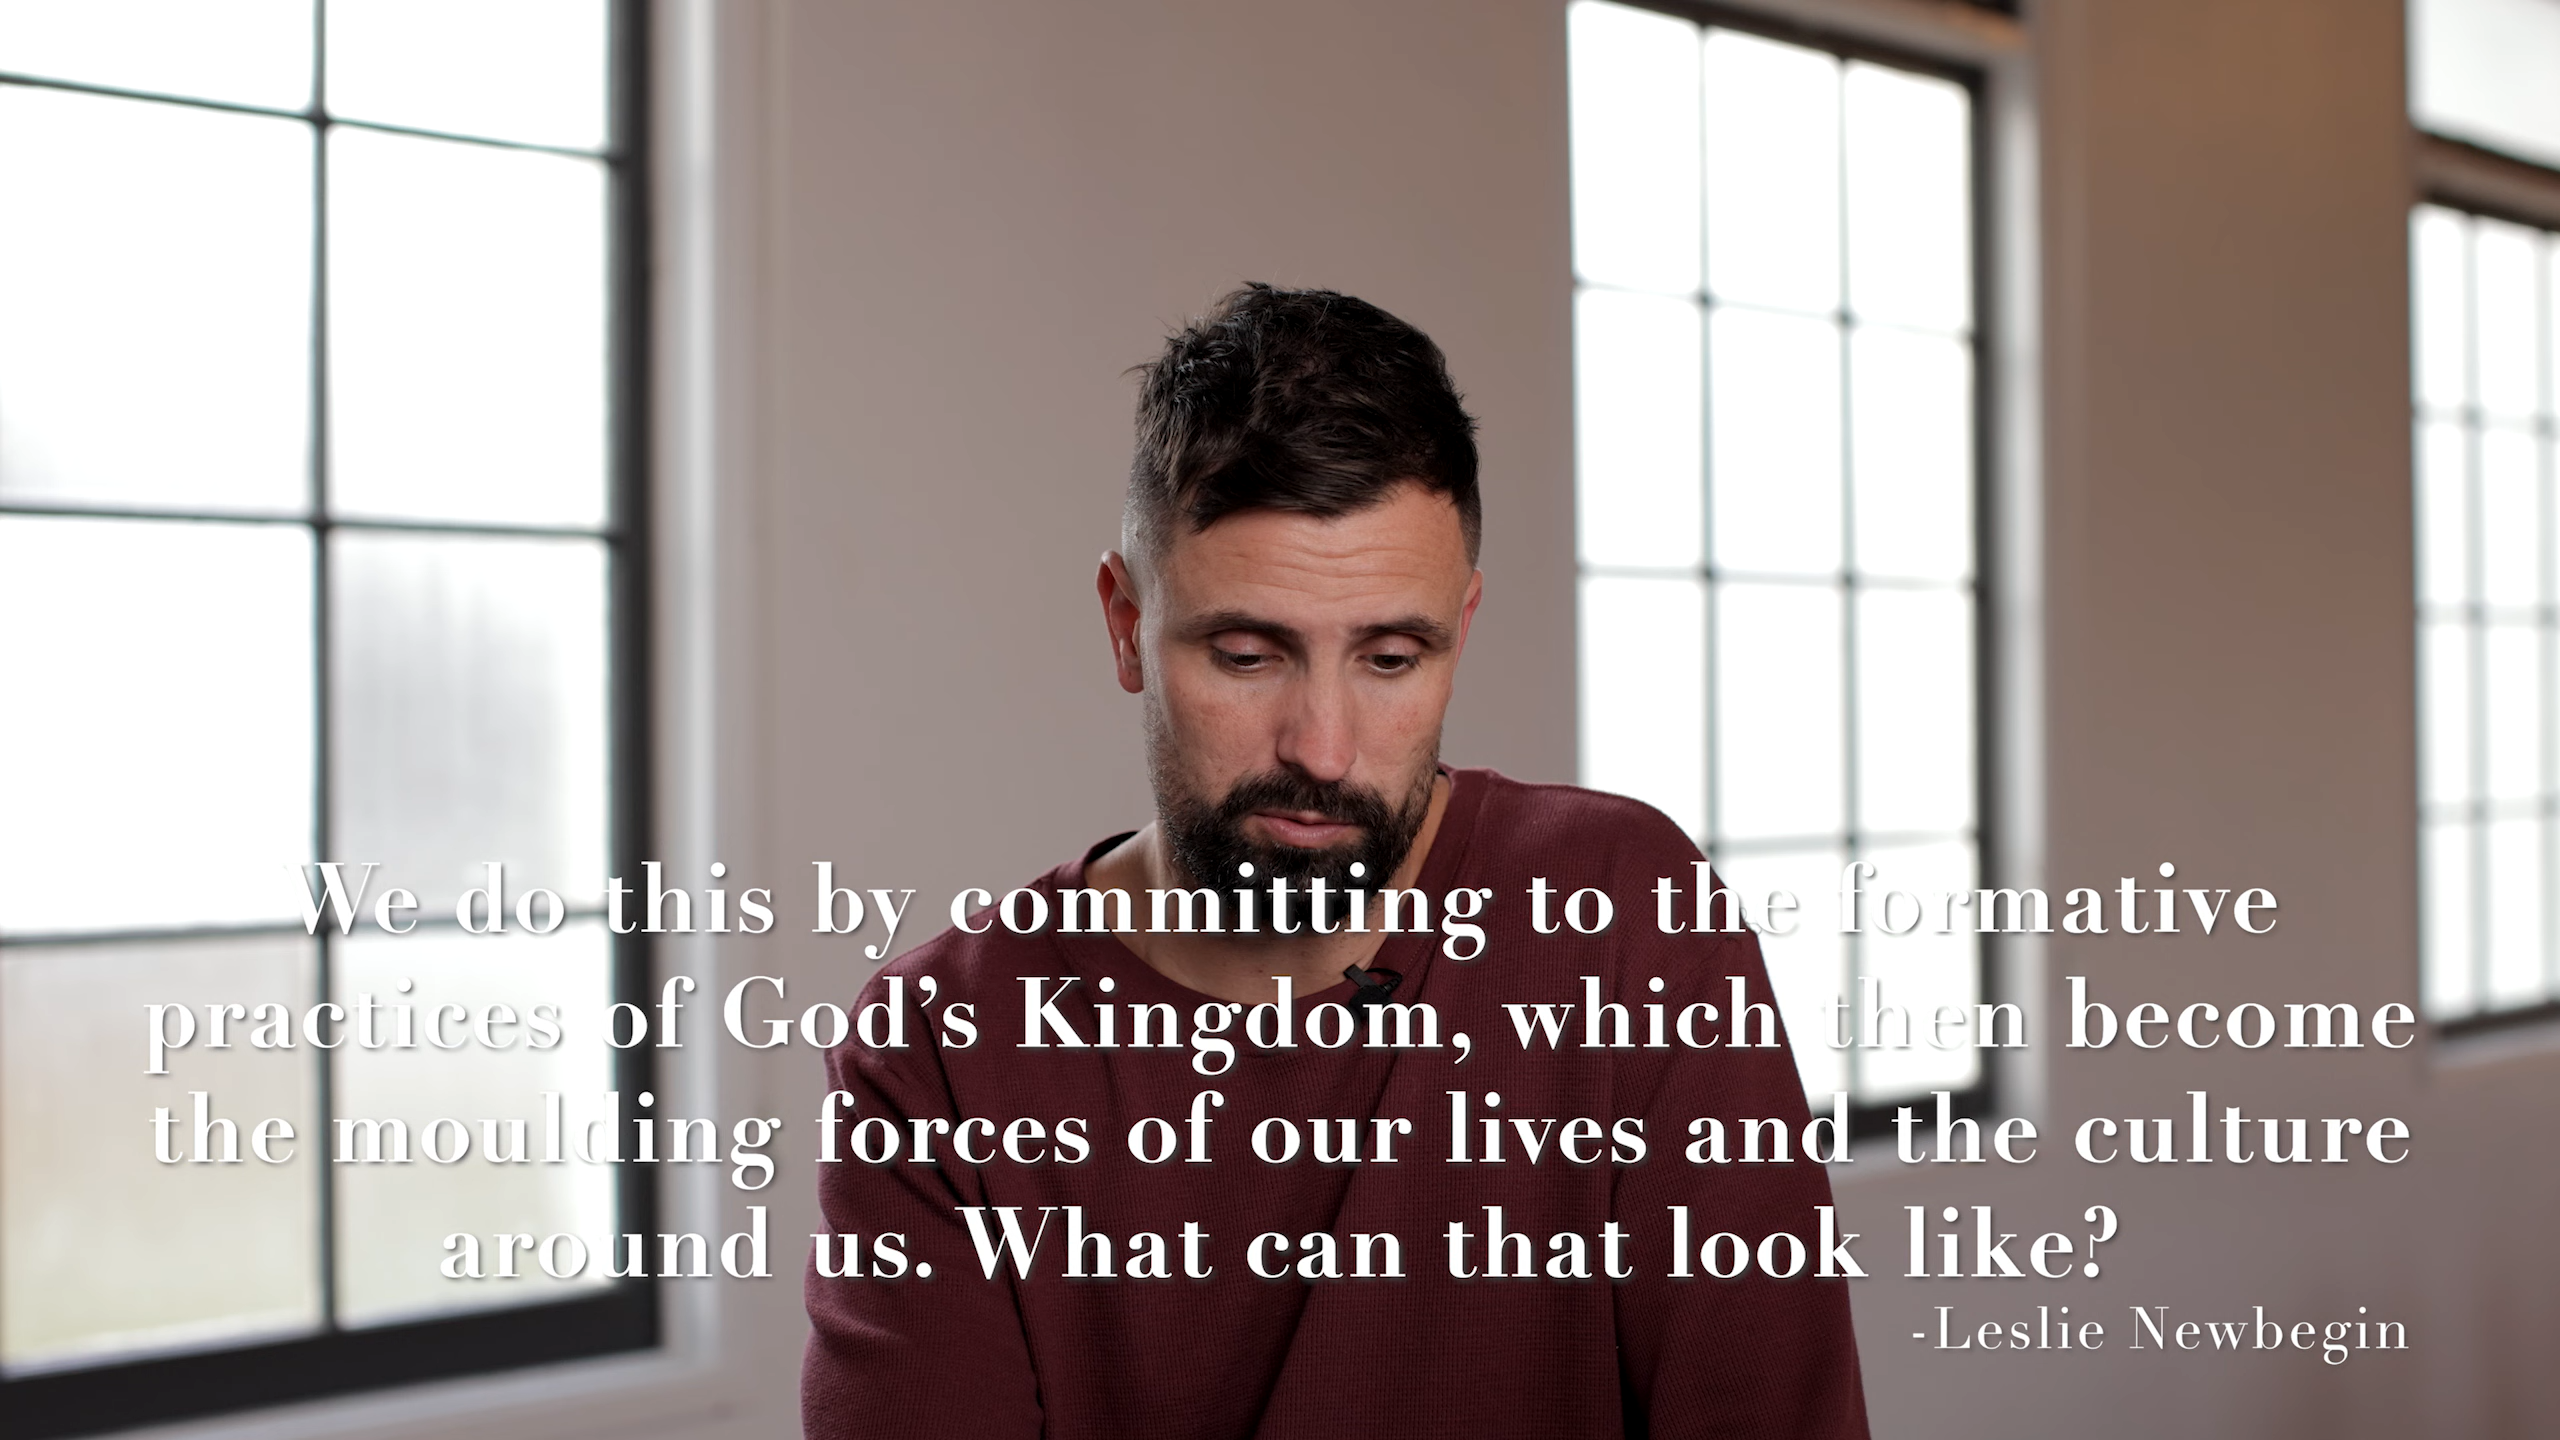 We do this by committing to the formative
practices of God’s Kingdom, which then become
the moulding forces of our lives and the culture
around us. What can that look like?
-Leslie Newbegin